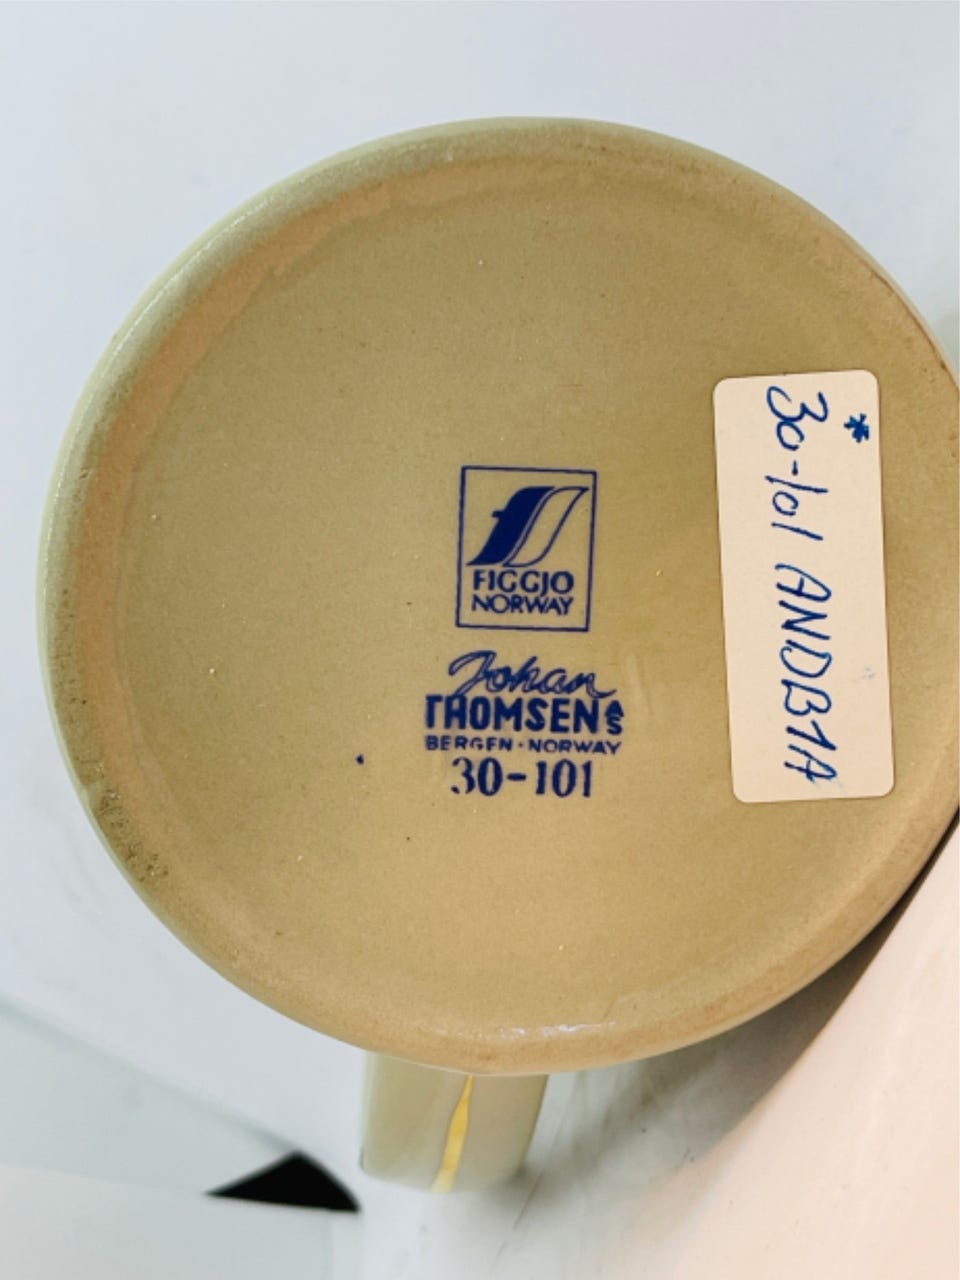 FIGGJO
NORWAY
Johan
THOMSEN A/S
BERGEN · NORWAY
30-101
* 30-101 ANDB1A